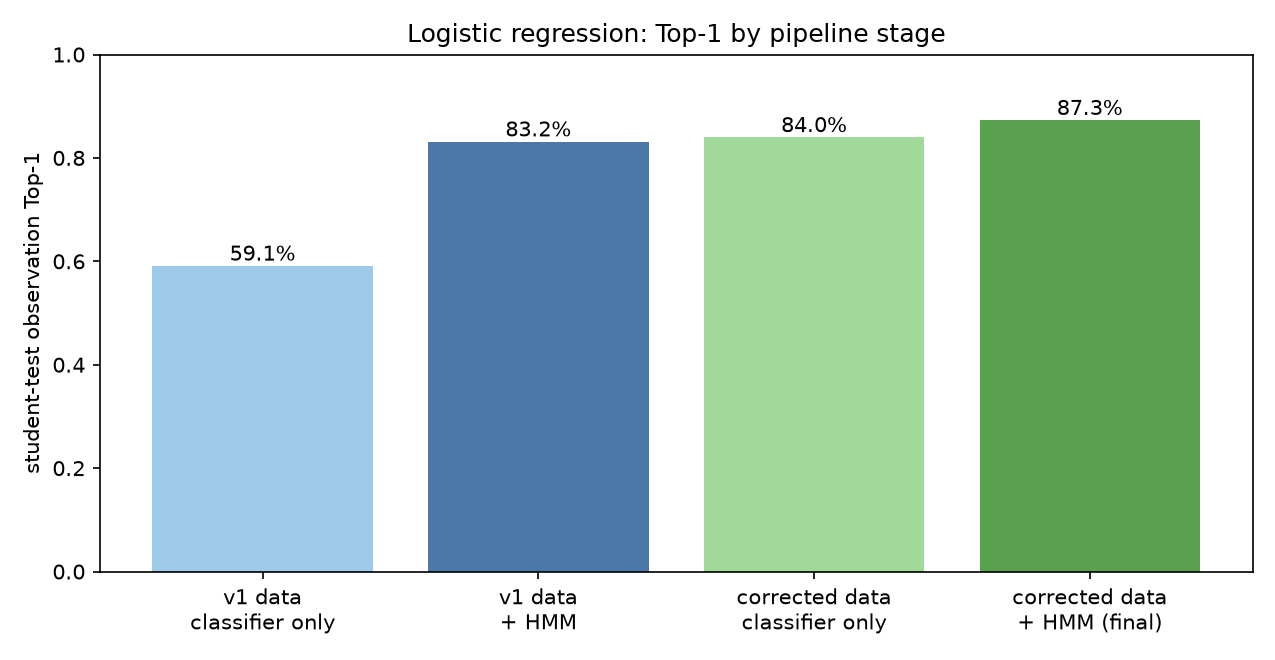 Logistic regression: Top-1 by pipeline stage
student-test observation Top-1
1.0
0.8
0.6
0.4
0.2
0.0
59.1%
83.2%
84.0%
87.3%
v1 data
classifier only
v1 data
+ HMM
corrected data
classifier only
corrected data
+ HMM (final)